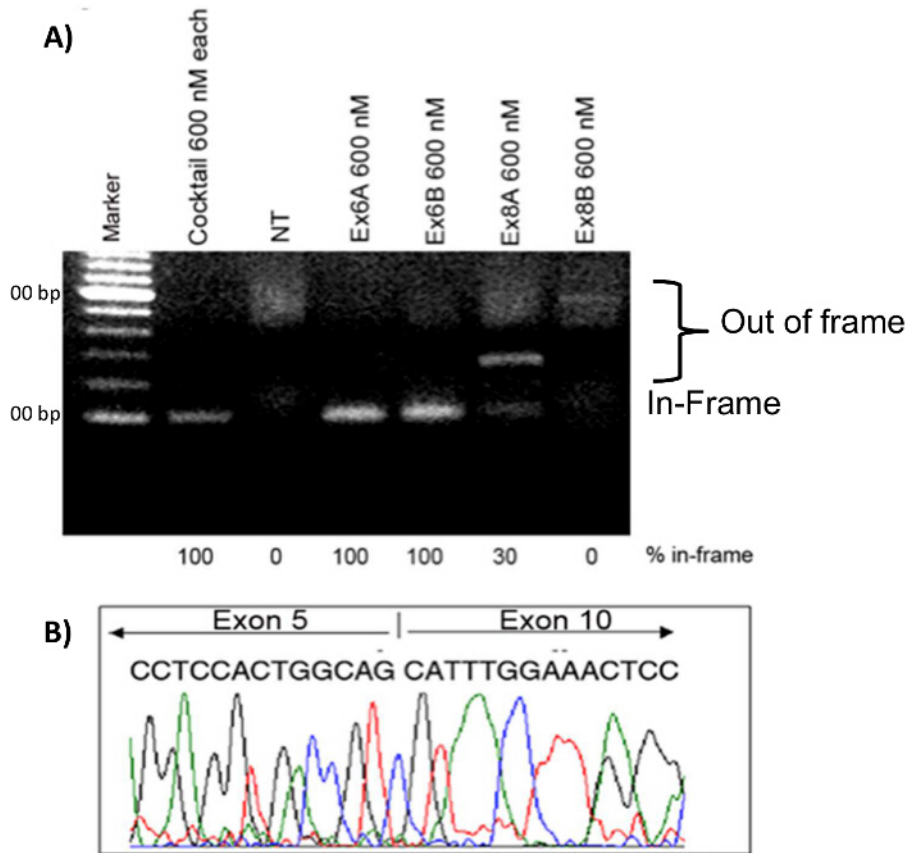 A)
Marker
Cocktail 600 nM each
NT
Ex6A 600 nM
Ex6B 600 nM
Ex8A 600 nM
Ex8B 600 nM
00 bp
Out of frame
In-Frame
00 bp
100 0 100 100 30 0 % in-frame
B)
Exon 5 Exon 10
CCTCCACTGGCAG CATTTGGAAACTCC